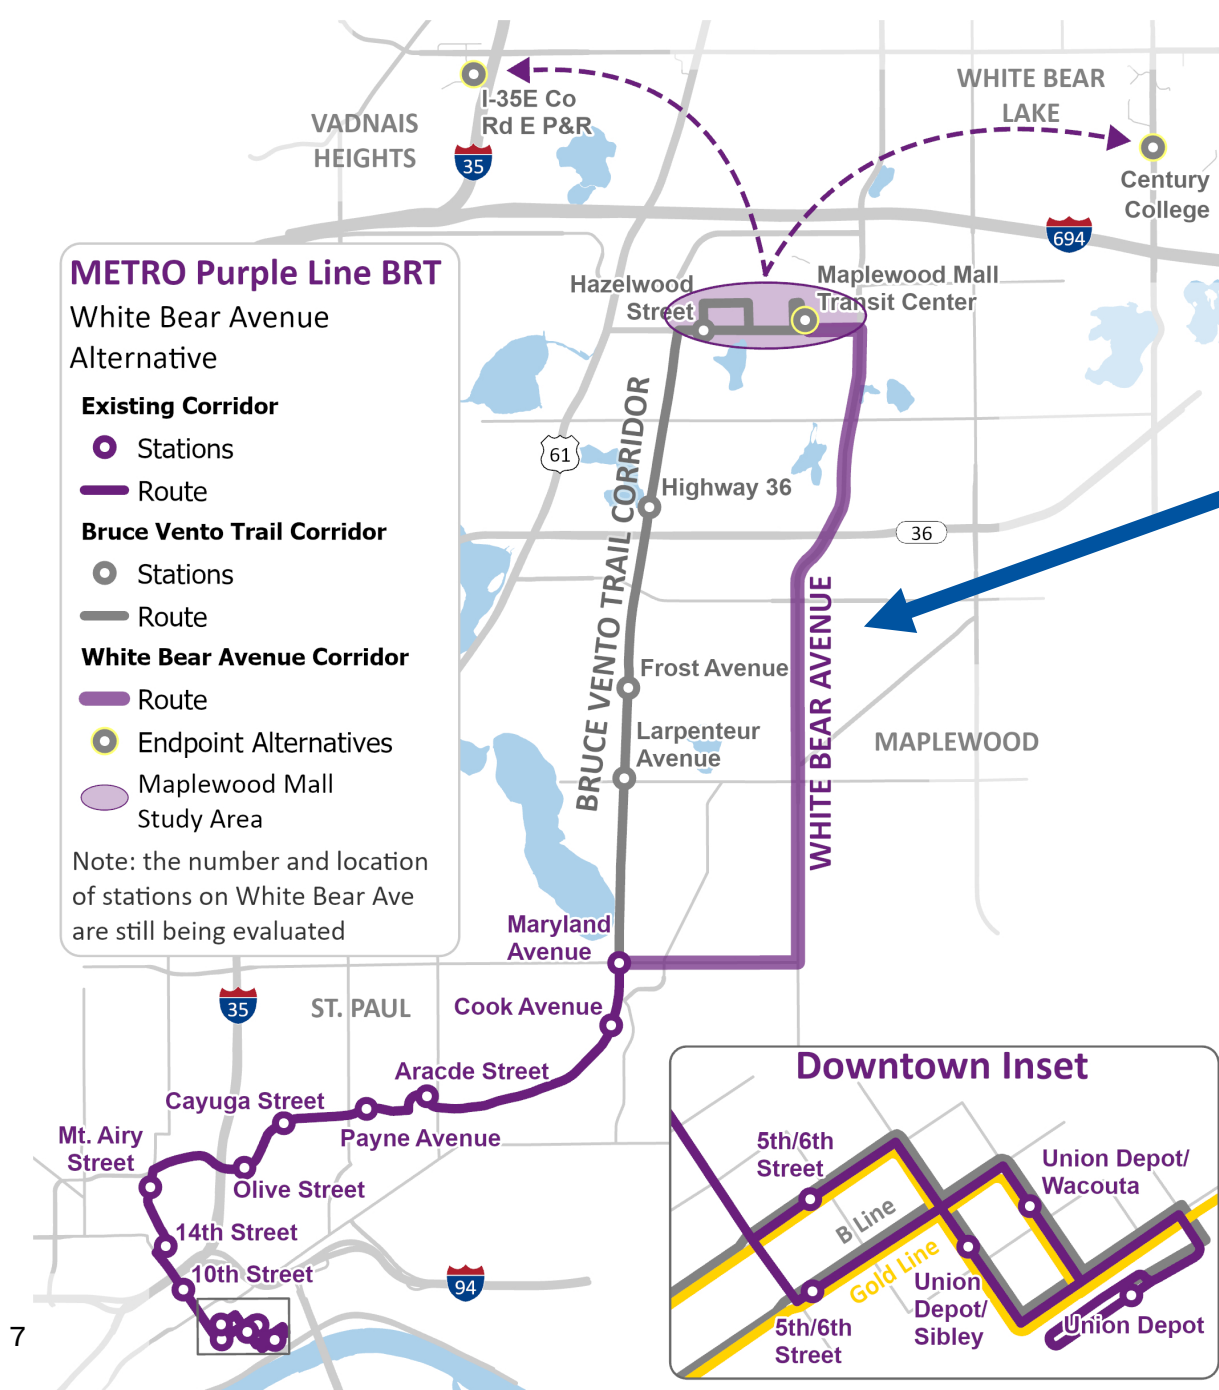 I-35E Co
Rd E P&R
WHITE BEAR
LAKE
VADNAIS
HEIGHTS
35
Century
College
694
METRO Purple Line BRT
White Bear Avenue
Alternative
Existing Corridor
Stations
Route
Bruce Vento Trail Corridor
Stations
Route
White Bear Avenue Corridor
Route
Endpoint Alternatives
Maplewood Mall
Study Area
Note: the number and location
of stations on White Bear Ave
are still being evaluated
Hazelwood
Street
Maplewood Mall
Transit Center
61
BRUCE VENTO TRAIL CORRIDOR
Highway 36
36
WHITE BEAR AVENUE
Frost Avenue
Larpenteur
Avenue
MAPLEWOOD
Maryland
Avenue
35
ST. PAUL
Cook Avenue
Aracde Street
Cayuga Street
Payne Avenue
Mt. Airy
Street
Olive Street
14th Street
10th Street
94
7
Downtown Inset
5th/6th
Street
Union Depot/
Wacouta
B Line
Gold Line
Union
Depot/
Sibley
5th/6th
Street
Union Depot